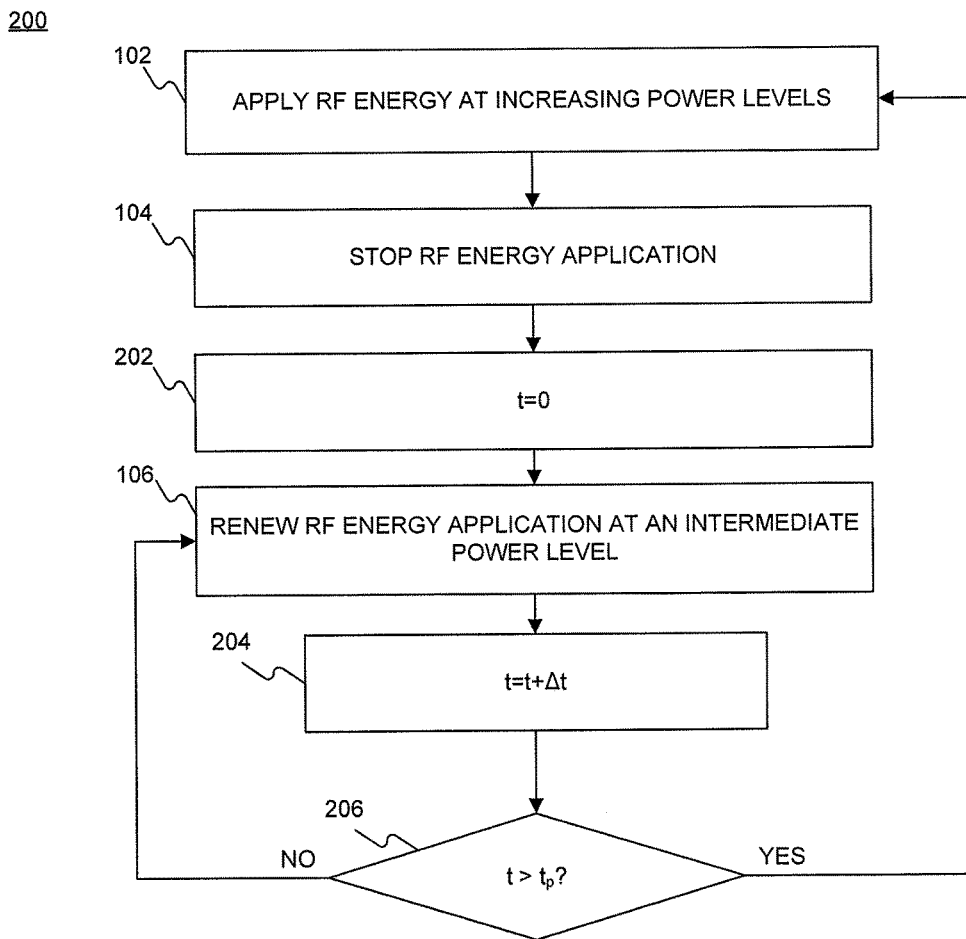 200
102
APPLY RF ENERGY AT INCREASING POWER LEVELS
104
STOP RF ENERGY APPLICATION
202
t=0
106
RENEW RF ENERGY APPLICATION AT AN INTERMEDIATE
POWER LEVEL
204
t=t+Δt
206
NO
YES
t > tp?